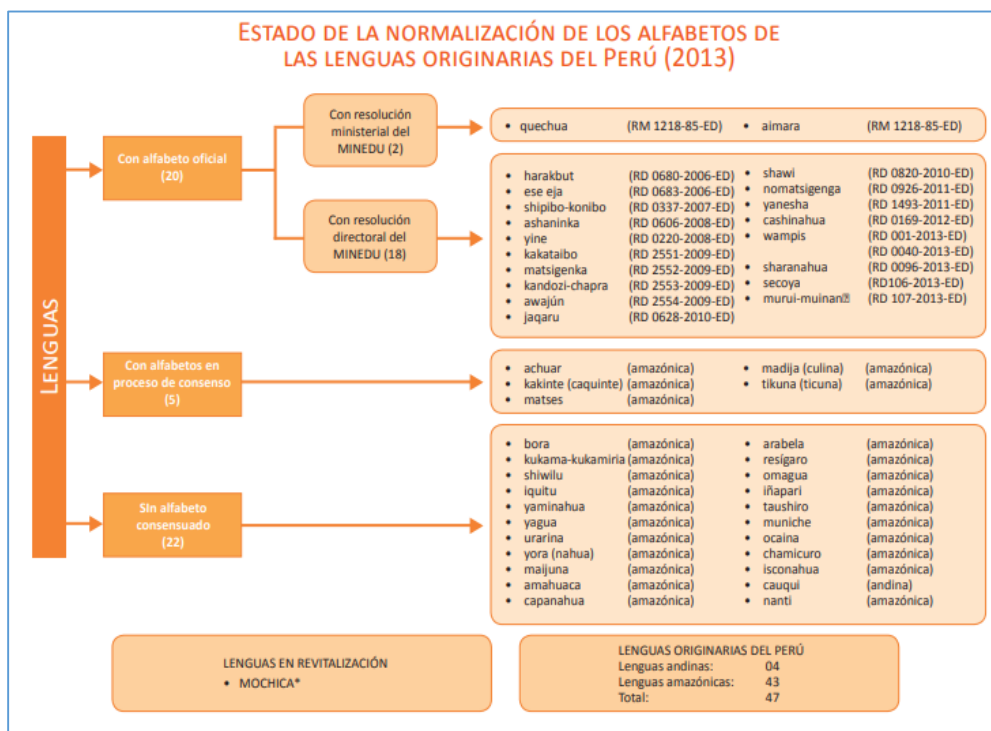 ESTADO DE LA NORMALIZACIÓN DE LOS ALFABETOS DE
LAS LENGUAS ORIGINARIAS DEL PERÚ (2013)
LENGUAS
Con alfabeto oficial
(20)
Con resolución
ministerial del
MINEDU (2)
• quechua (RM 1218-85-ED) • aimara (RM 1218-85-ED)
Con resolución
directoral del
MINEDU (18)
• harakbut (RD 0680-2006-ED)
• ese eja (RD 0683-2006-ED)
• shipibo-konibo (RD 0337-2007-ED)
• ashaninka (RD 0606-2008-ED)
• yine (RD 0220-2008-ED)
• kakataibo (RD 2551-2009-ED)
• matsigenka (RD 2552-2009-ED)
• kandozi-chapra (RD 2553-2009-ED)
• awajún (RD 2554-2009-ED)
• jaqaru (RD 0628-2010-ED)
• shawi (RD 0820-2010-ED)
• nomatsigenga (RD 0926-2011-ED)
• yanesha (RD 1493-2011-ED)
• cashinahua (RD 0169-2012-ED)
• wampis (RD 001-2013-ED)
(RD 0040-2013-ED)
• sharanahua (RD 0096-2013-ED)
• secoya (RD106-2013-ED)
• murui-muinan⍰ (RD 107-2013-ED)
Con alfabetos en
proceso de consenso
(5)
• achuar (amazónica)
• kakinte (caquinte) (amazónica)
• matses (amazónica)
• madija (culina) (amazónica)
• tikuna (ticuna) (amazónica)
SIn alfabeto
consensuado
(22)
• bora (amazónica)
• kukama-kukamiria (amazónica)
• shiwilu (amazónica)
• iquitu (amazónica)
• yaminahua (amazónica)
• yagua (amazónica)
• urarina (amazónica)
• yora (nahua) (amazónica)
• maijuna (amazónica)
• amahuaca (amazónica)
• capanahua (amazónica)
• arabela (amazónica)
• resígaro (amazónica)
• omagua (amazónica)
• iñapari (amazónica)
• taushiro (amazónica)
• muniche (amazónica)
• ocaina (amazónica)
• chamicuro (amazónica)
• isconahua (amazónica)
• cauqui (andina)
• nanti (amazónica)
LENGUAS EN REVITALIZACIÓN
• MOCHICA*
LENGUAS ORIGINARIAS DEL PERÚ
Lenguas andinas: 04
Lenguas amazónicas: 43
Total: 47